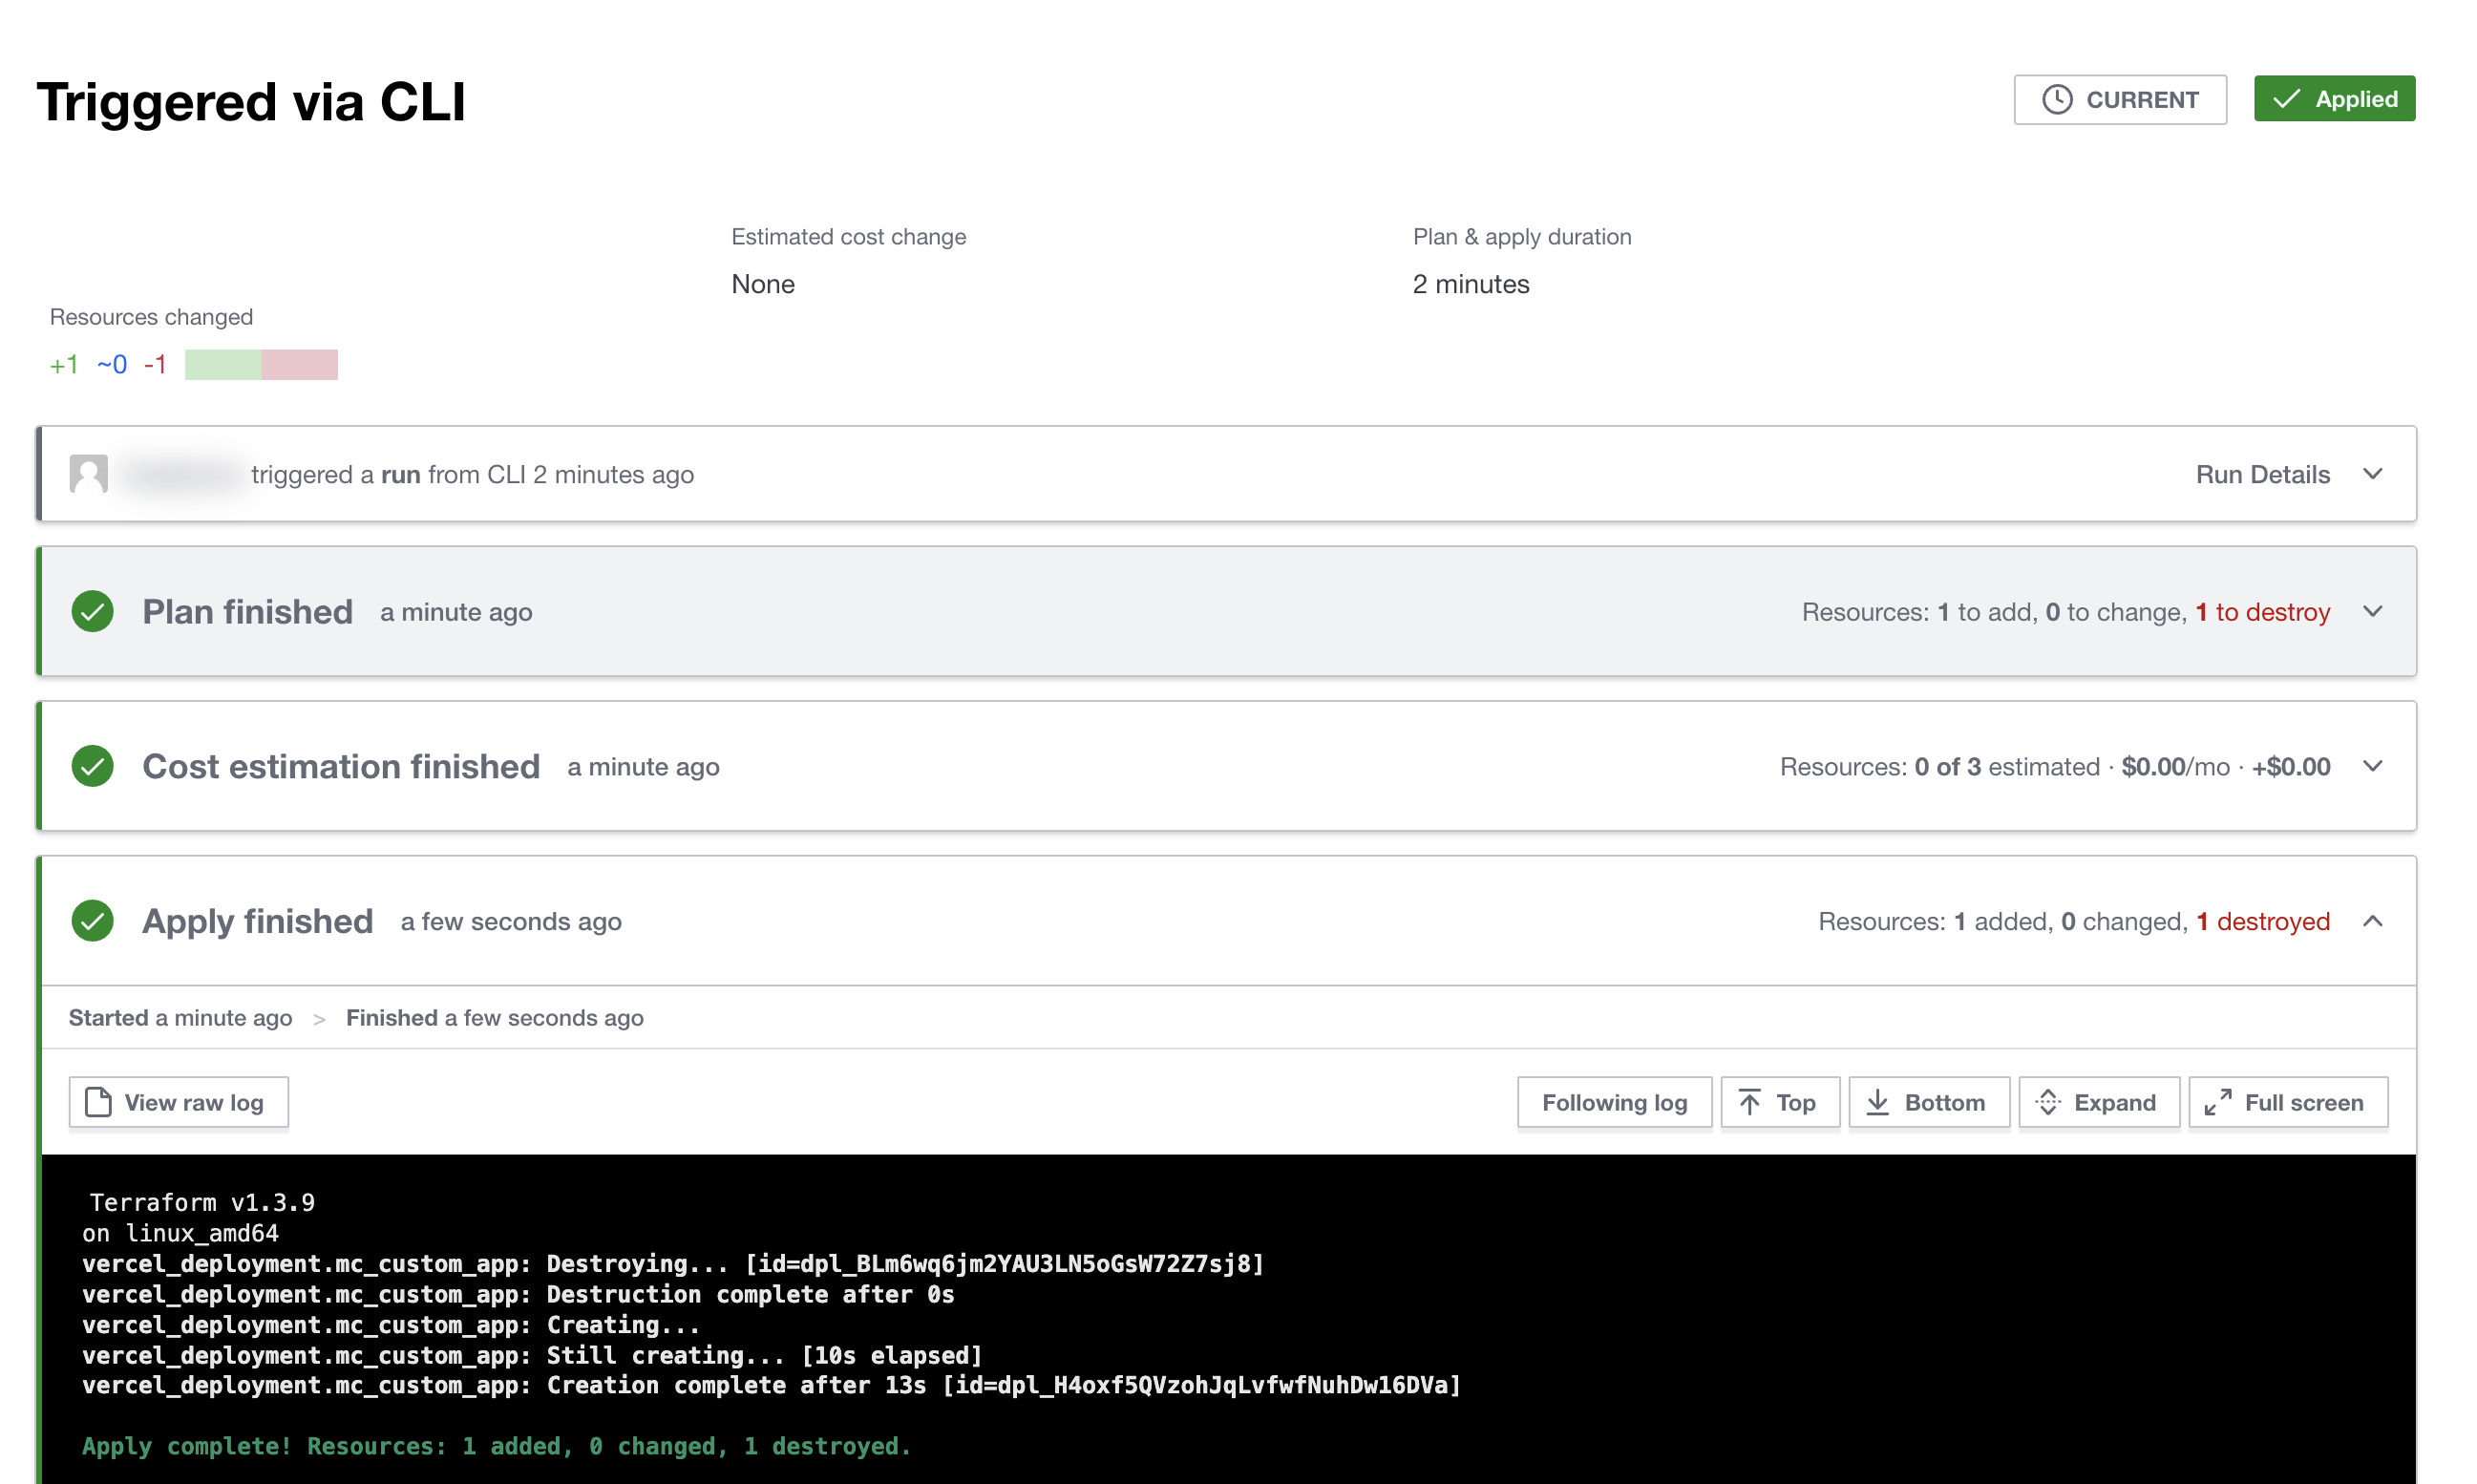 Triggered via CLI
CURRENT
Applied
Estimated cost change
None
Plan & apply duration
2 minutes
Resources changed
+1 ~0 -1
triggered a run from CLI 2 minutes ago
Run Details
Plan finished a minute ago
Resources: 1 to add, 0 to change, 1 to destroy
Cost estimation finished a minute ago
Resources: 0 of 3 estimated · $0.00/mo · +$0.00
Apply finished a few seconds ago
Resources: 1 added, 0 changed, 1 destroyed
Started a minute ago > Finished a few seconds ago
View raw log
Following log
Top
Bottom
Expand
Full screen
Terraform v1.3.9
on linux_amd64
vercel_deployment.mc_custom_app: Destroying... [id=dpl_BLm6wq6jm2YAU3LN5oGsW72Z7sj8]
vercel_deployment.mc_custom_app: Destruction complete after 0s
vercel_deployment.mc_custom_app: Creating...
vercel_deployment.mc_custom_app: Still creating... [10s elapsed]
vercel_deployment.mc_custom_app: Creation complete after 13s [id=dpl_H4oxf5QVzohJqLvfwfNuhDw16DVa]
Apply complete! Resources: 1 added, 0 changed, 1 destroyed.